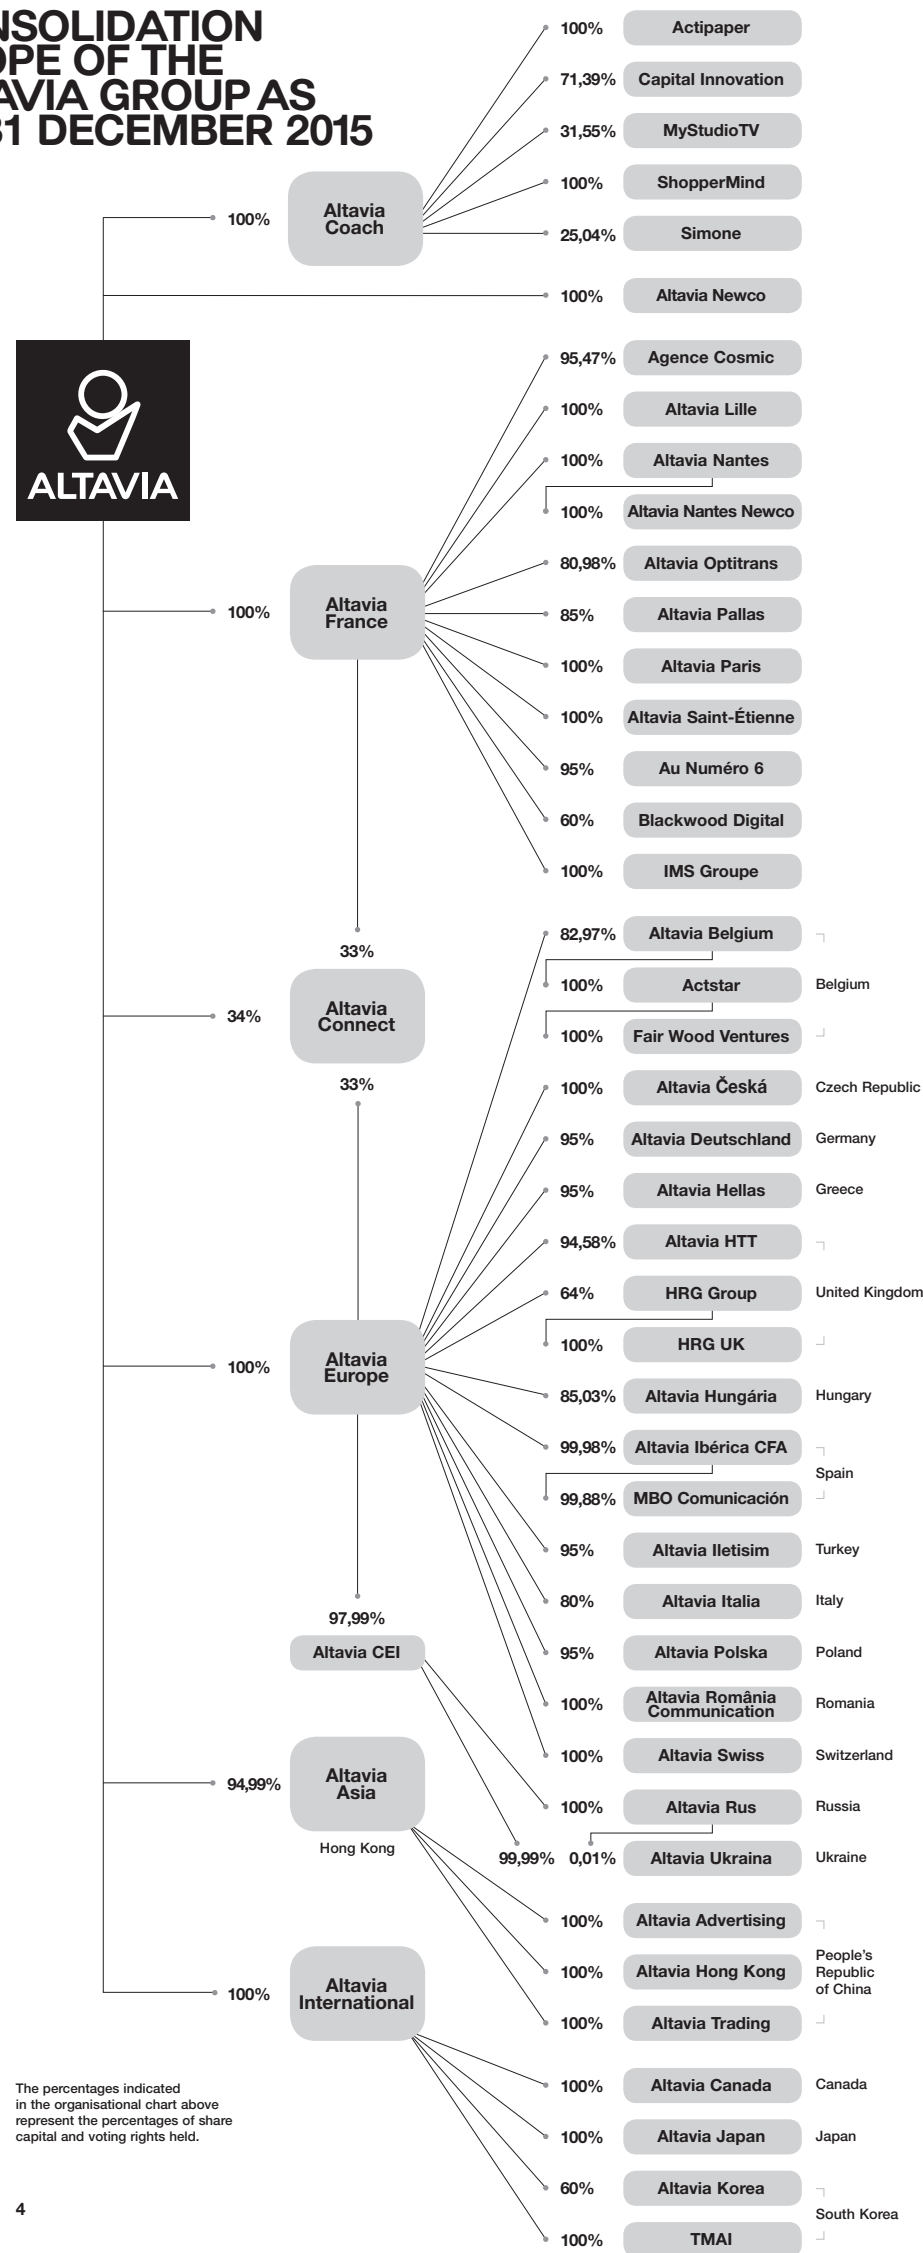 NSOLIDATION
OPE OF THE
AVIA GROUP AS
31 DECEMBER 2015
100% Actipaper
71,39% Capital Innovation
31,55% MyStudioTV
100% ShopperMind
25,04% Simone
100%
Altavia
Coach
100% Altavia Newco
ALTAVIA
95,47% Agence Cosmic
100% Altavia Lille
100% Altavia Nantes
100% Altavia Nantes Newco
80,98% Altavia Optitrans
85% Altavia Pallas
100% Altavia Paris
100% Altavia Saint-Étienne
95% Au Numéro 6
60% Blackwood Digital
100% IMS Groupe
100%
Altavia
France
33%
34%
Altavia
Connect
33%
82,97% Altavia Belgium
100% Actstar Belgium
100% Fair Wood Ventures
100% Altavia Česká Czech Republic
95% Altavia Deutschland Germany
95% Altavia Hellas Greece
94,58% Altavia HTT
64% HRG Group United Kingdom
100% HRG UK
85,03% Altavia Hungária Hungary
99,98% Altavia Ibérica CFA
Spain
99,88% MBO Comunicación
95% Altavia Iletisim Turkey
80% Altavia Italia Italy
95% Altavia Polska Poland
100% Altavia România
Communication Romania
100% Altavia Swiss Switzerland
100%
Altavia
Europe
97,99%
Altavia CEI
100% Altavia Rus Russia
99,99% 0,01% Altavia Ukraina Ukraine
94,99%
Altavia
Asia
Hong Kong
100% Altavia Advertising
100% Altavia Hong Kong
People's
Republic
of China
100% Altavia Trading
100%
Altavia
International
100% Altavia Canada Canada
100% Altavia Japan Japan
60% Altavia Korea
South Korea
100% TMAI
The percentages indicated
in the organisational chart above
represent the percentages of share
capital and voting rights held.
4